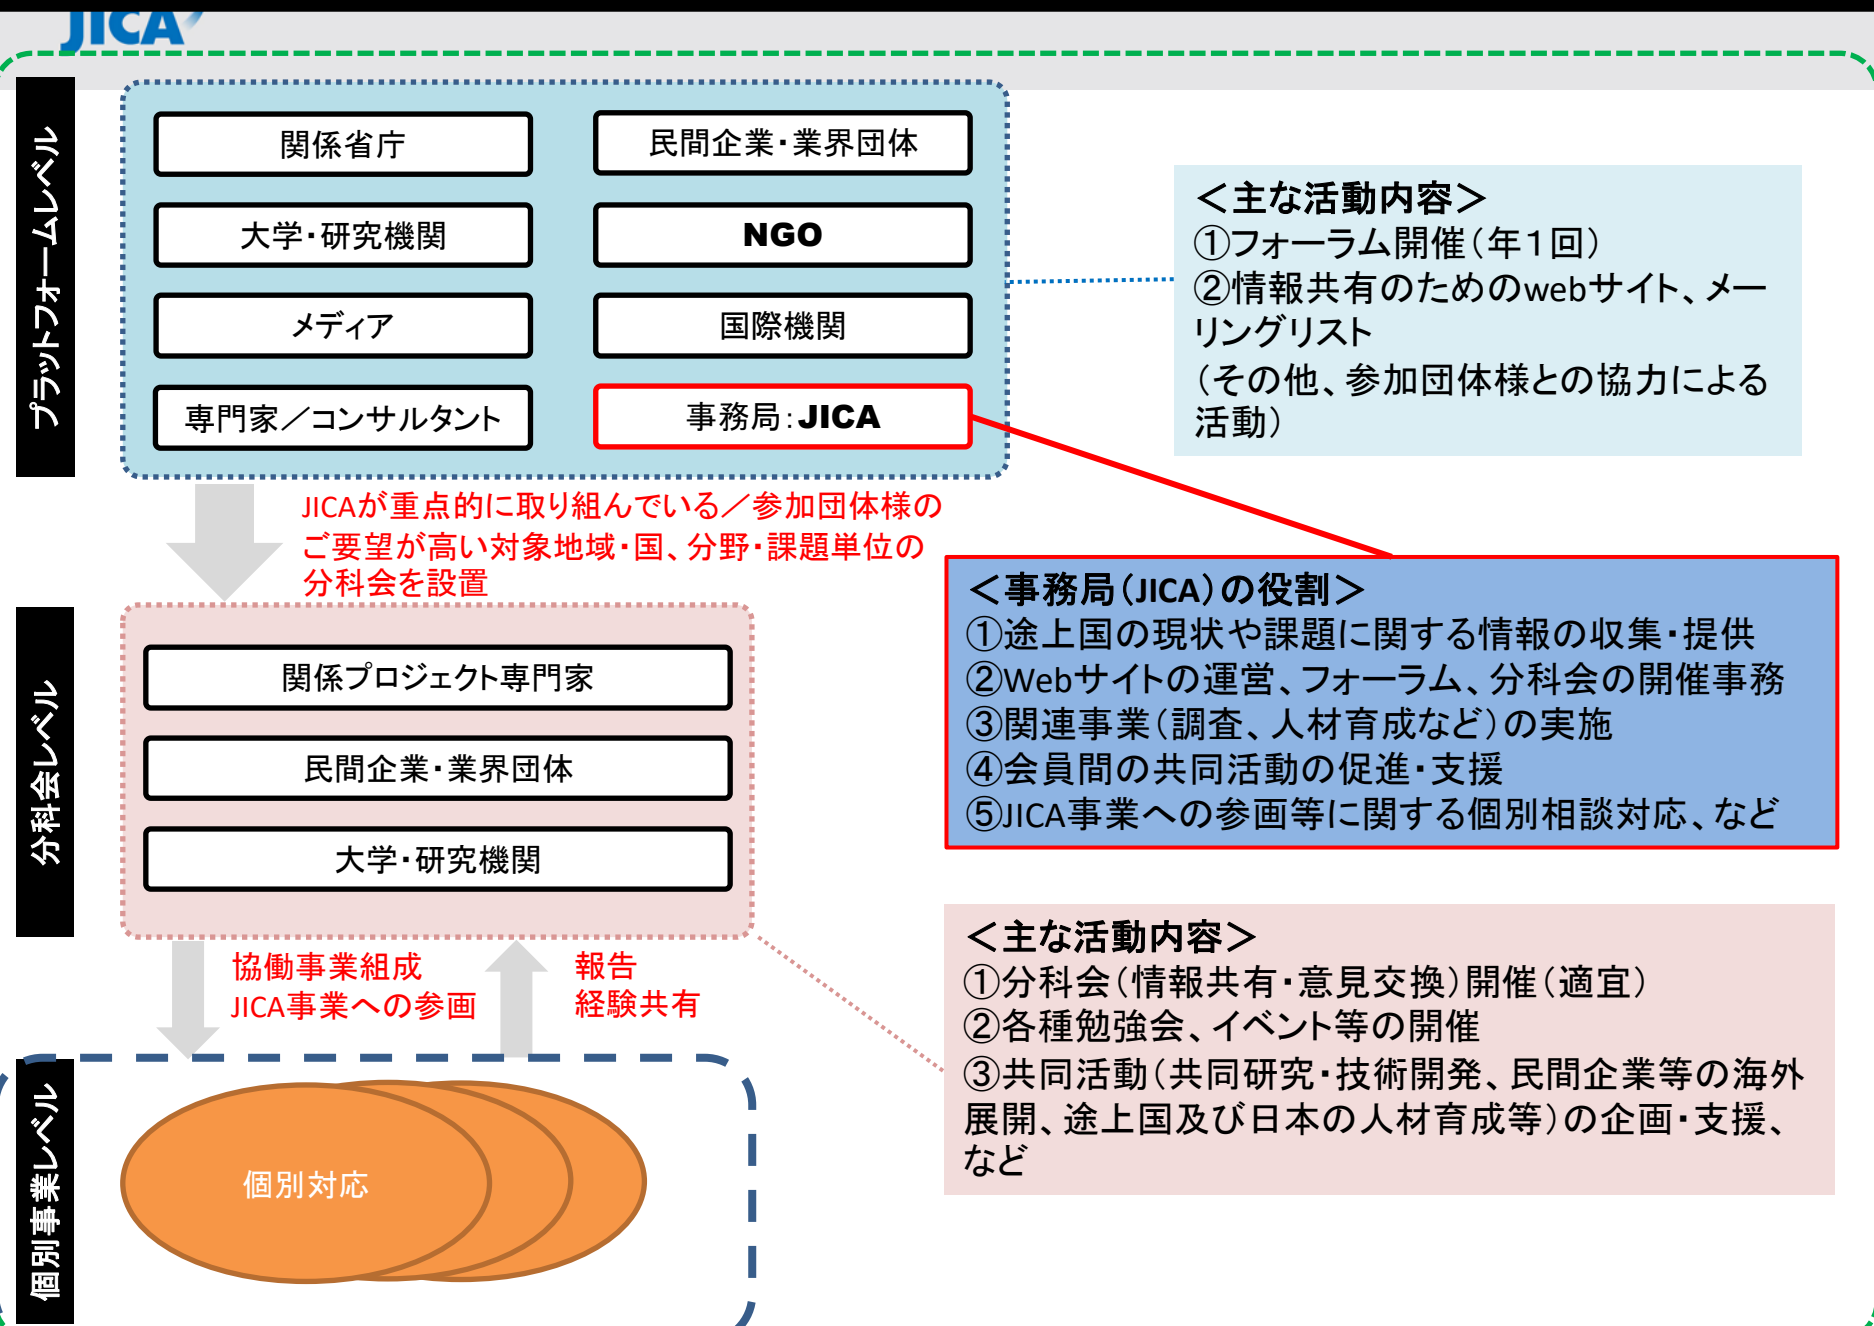 JICA
プラットフォームレベル
関係省庁
民間企業・業界団体
大学・研究機関
NGO
メディア
国際機関
専門家／コンサルタント
事務局：JICA
＜主な活動内容＞
①フォーラム開催（年１回）
②情報共有のためのwebサイト、メー
リングリスト
（その他、参加団体様との協力による
活動）
JICAが重点的に取り組んでいる／参加団体様の
ご要望が高い対象地域・国、分野・課題単位の
分科会を設置
＜事務局（JICA）の役割＞
①途上国の現状や課題に関する情報の収集・提供
②Webサイトの運営、フォーラム、分科会の開催事務
③関連事業（調査、人材育成など）の実施
④会員間の共同活動の促進・支援
⑤JICA事業への参画等に関する個別相談対応、など
分科会レベル
関係プロジェクト専門家
民間企業・業界団体
大学・研究機関
＜主な活動内容＞
①分科会（情報共有・意見交換）開催（適宜）
②各種勉強会、イベント等の開催
③共同活動（共同研究・技術開発、民間企業等の海外
展開、途上国及び日本の人材育成等）の企画・支援、
など
協働事業組成
JICA事業への参画
報告
経験共有
個別事業レベル
個別対応